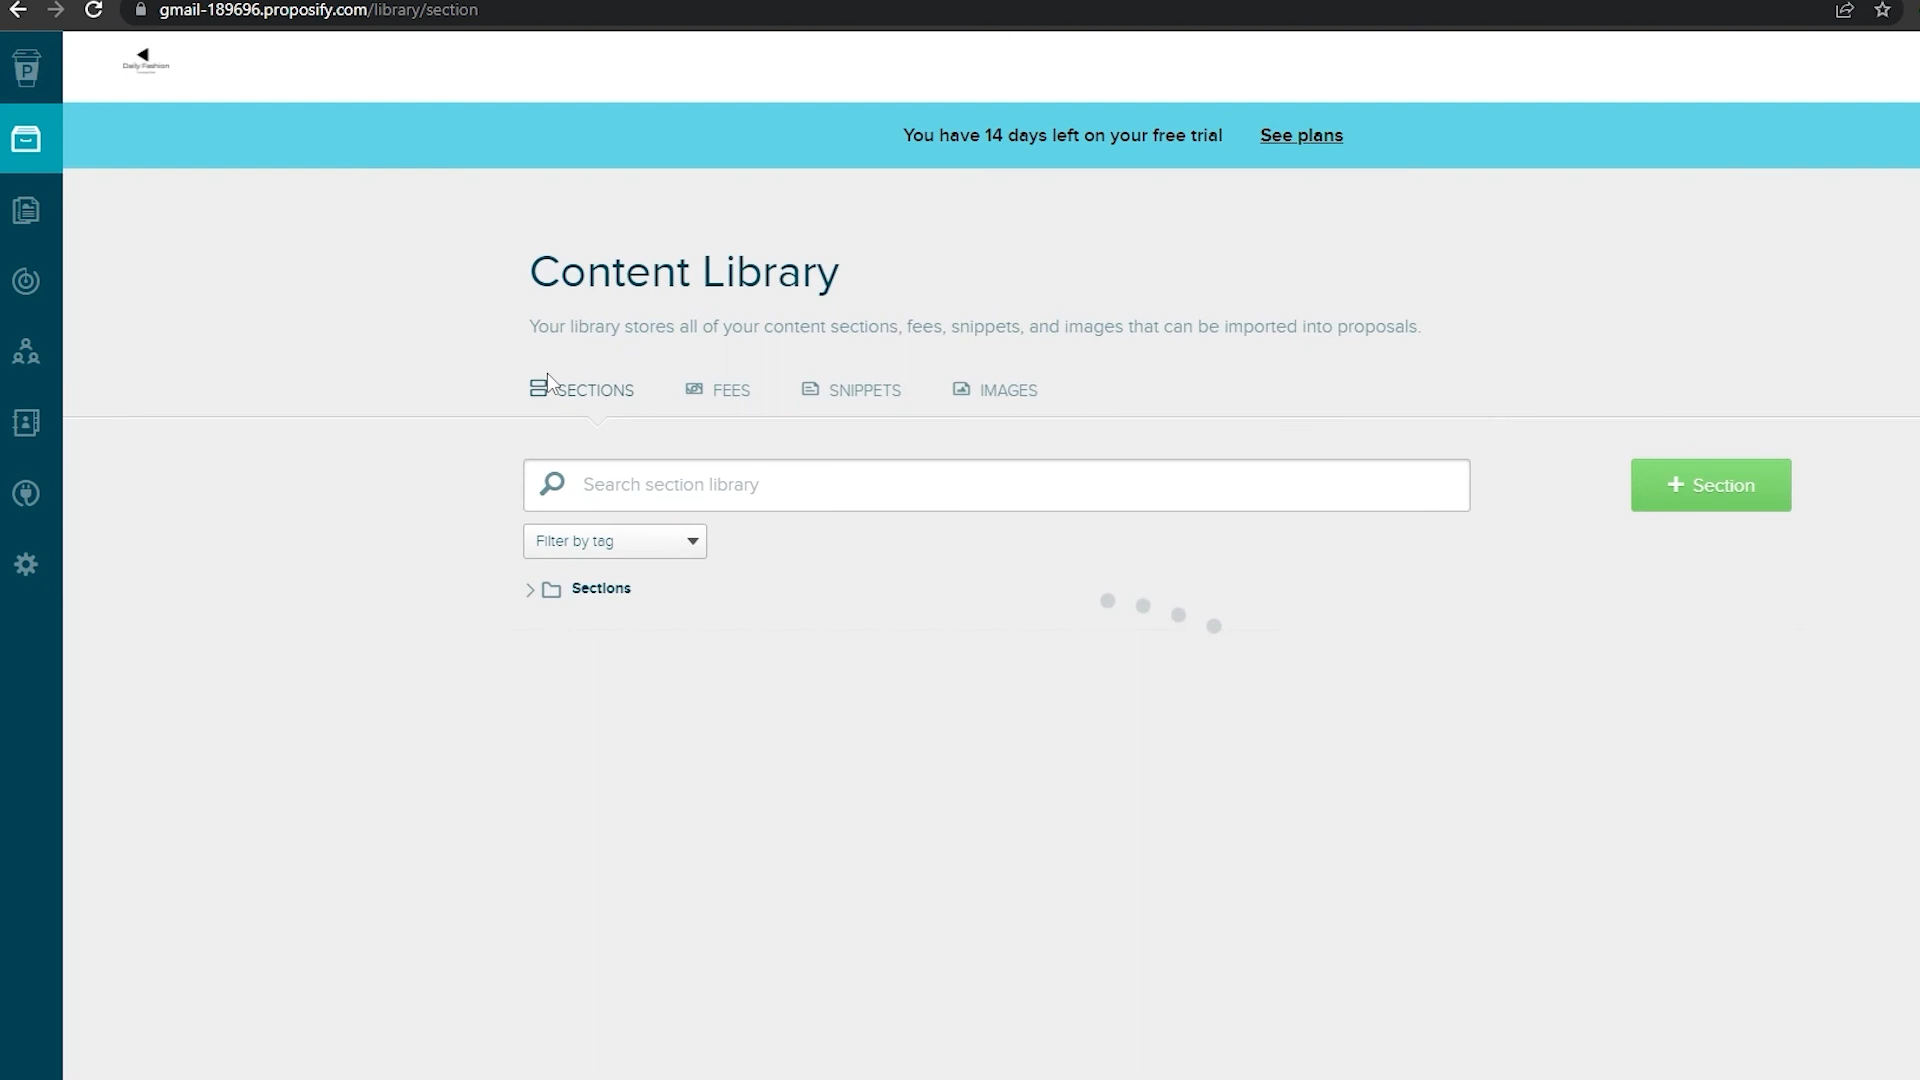 gmail-189696.proposify.com/library/section
P
Daily Fashion
You have 14 days left on your free trial See plans
Content Library
Your library stores all of your content sections, fees, snippets, and images that can be imported into proposals.
SECTIONS FEES SNIPPETS IMAGES
Search section library
+ Section
Filter by tag
Sections